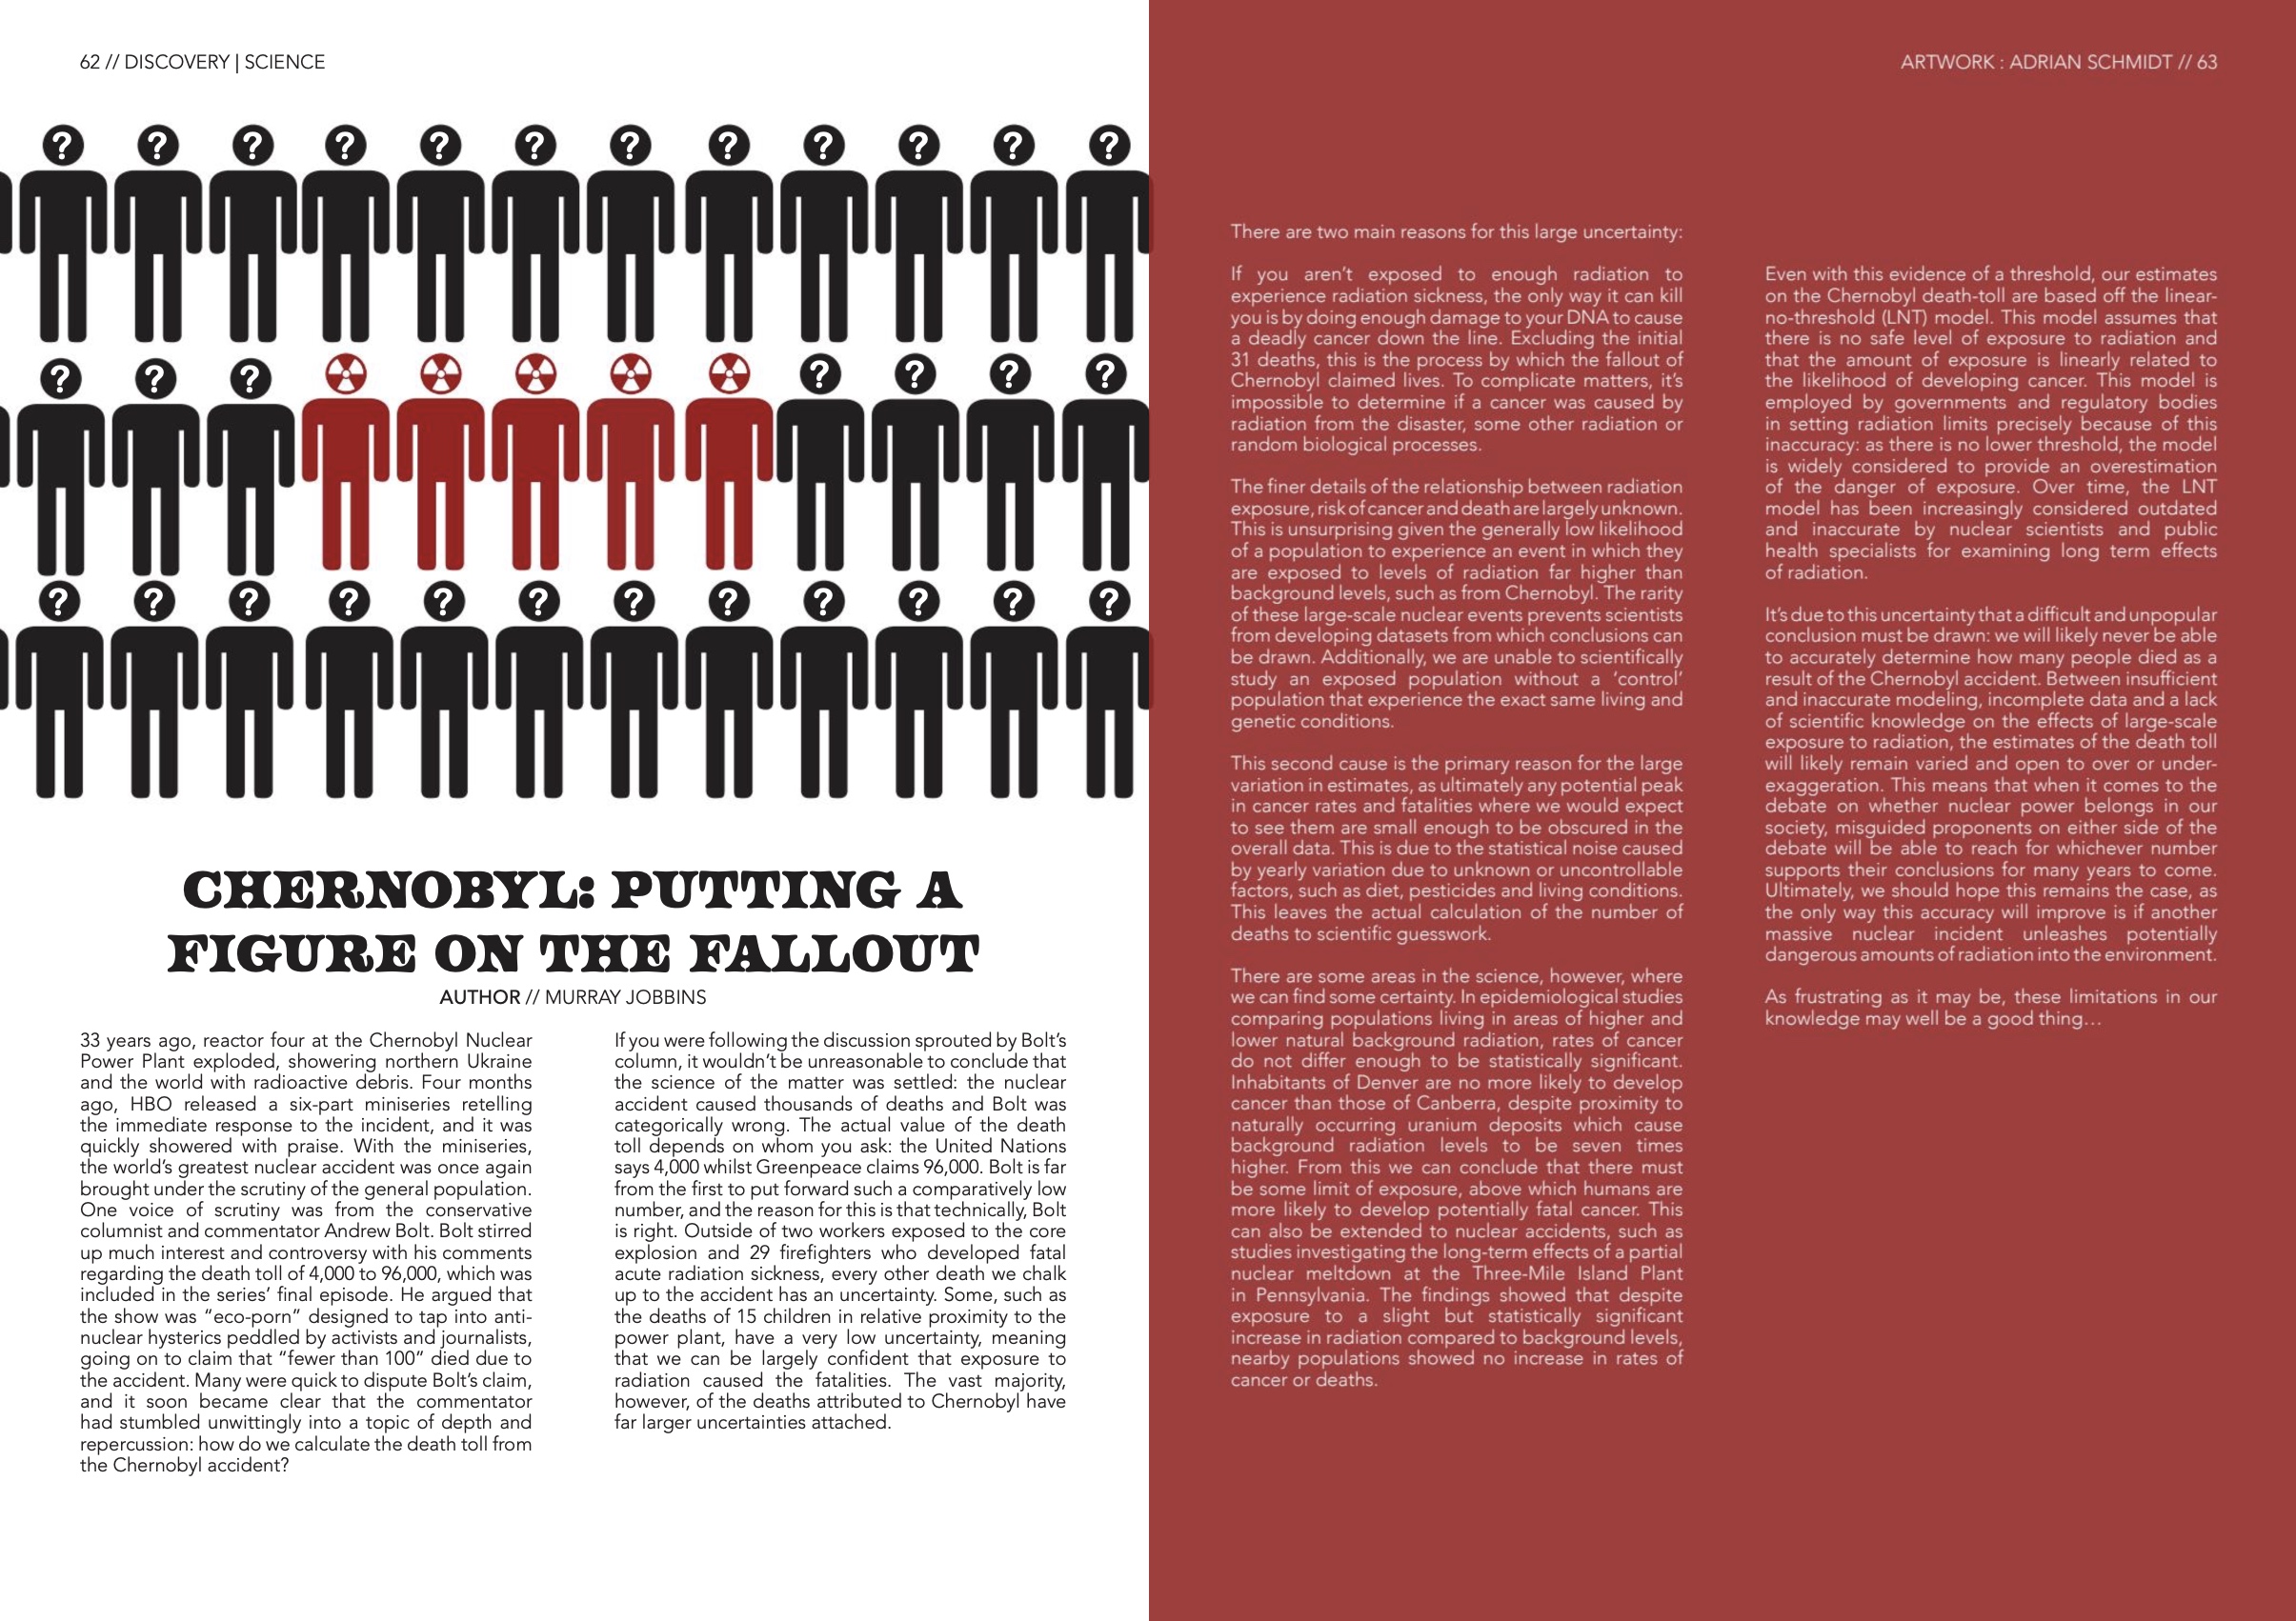 62 // DISCOVERY | SCIENCE
ARTWORK : ADRIAN SCHMIDT // 63
? ? ? ? ? ? ? ? ? ? ? ?
? ? ? ? ? ? ?
? ? ? ? ? ? ? ? ? ? ? ?
CHERNOBYL: PUTTING A
FIGURE ON THE FALLOUT
AUTHOR // MURRAY JOBBINS
33 years ago, reactor four at the Chernobyl Nuclear
Power Plant exploded, showering northern Ukraine
and the world with radioactive debris. Four months
ago, HBO released a six-part miniseries retelling
the immediate response to the incident, and it was
quickly showered with praise. With the miniseries,
the world's greatest nuclear accident was once again
brought under the scrutiny of the general population.
One voice of scrutiny was from the conservative
columnist and commentator Andrew Bolt. Bolt stirred
up much interest and controversy with his comments
regarding the death toll of 4,000 to 96,000, which was
included in the series' final episode. He argued that
the show was "eco-porn" designed to tap into anti-
nuclear hysterics peddled by activists and journalists,
going on to claim that "fewer than 100" died due to
the accident. Many were quick to dispute Bolt's claim,
and it soon became clear that the commentator
had stumbled unwittingly into a topic of depth and
repercussion: how do we calculate the death toll from
the Chernobyl accident?
If you were following the discussion sprouted by Bolt's
column, it wouldn't be unreasonable to conclude that
the science of the matter was settled: the nuclear
accident caused thousands of deaths and Bolt was
categorically wrong. The actual value of the death
toll depends on whom you ask: the United Nations
says 4,000 whilst Greenpeace claims 96,000. Bolt is far
from the first to put forward such a comparatively low
number, and the reason for this is that technically, Bolt
is right. Outside of two workers exposed to the core
explosion and 29 firefighters who developed fatal
acute radiation sickness, every other death we chalk
up to the accident has an uncertainty. Some, such as
the deaths of 15 children in relative proximity to the
power plant, have a very low uncertainty, meaning
that we can be largely confident that exposure to
radiation caused the fatalities. The vast majority,
however, of the deaths attributed to Chernobyl have
far larger uncertainties attached.
There are two main reasons for this large uncertainty:
If you aren't exposed to enough radiation to
experience radiation sickness, the only way it can kill
you is by doing enough damage to your DNA to cause
a deadly cancer down the line. Excluding the initial
31 deaths, this is the process by which the fallout of
Chernobyl claimed lives. To complicate matters, it's
impossible to determine if a cancer was caused by
radiation from the disaster, some other radiation or
random biological processes.
The finer details of the relationship between radiation
exposure, risk of cancer and death are largely unknown.
This is unsurprising given the generally low likelihood
of a population to experience an event in which they
are exposed to levels of radiation far higher than
background levels, such as from Chernobyl. The rarity
of these large-scale nuclear events prevents scientists
from developing datasets from which conclusions can
be drawn. Additionally, we are unable to scientifically
study an exposed population without a 'control'
population that experience the exact same living and
genetic conditions.
This second cause is the primary reason for the large
variation in estimates, as ultimately any potential peak
in cancer rates and fatalities where we would expect
to see them are small enough to be obscured in the
overall data. This is due to the statistical noise caused
by yearly variation due to unknown or uncontrollable
factors, such as diet, pesticides and living conditions.
This leaves the actual calculation of the number of
deaths to scientific guesswork.
There are some areas in the science, however, where
we can find some certainty. In epidemiological studies
comparing populations living in areas of higher and
lower natural background radiation, rates of cancer
do not differ enough to be statistically significant.
Inhabitants of Denver are no more likely to develop
cancer than those of Canberra, despite proximity to
naturally occurring uranium deposits which cause
background radiation levels to be seven times
higher. From this we can conclude that there must
be some limit of exposure, above which humans are
more likely to develop potentially fatal cancer. This
can also be extended to nuclear accidents, such as
studies investigating the long-term effects of a partial
nuclear meltdown at the Three-Mile Island Plant
in Pennsylvania. The findings showed that despite
exposure to a slight but statistically significant
increase in radiation compared to background levels,
nearby populations showed no increase in rates of
cancer or deaths.
Even with this evidence of a threshold, our estimates
on the Chernobyl death-toll are based off the linear-
no-threshold (LNT) model. This model assumes that
there is no safe level of exposure to radiation and
that the amount of exposure is linearly related to
the likelihood of developing cancer. This model is
employed by governments and regulatory bodies
in setting radiation limits precisely because of this
inaccuracy: as there is no lower threshold, the model
is widely considered to provide an overestimation
of the danger of exposure. Over time, the LNT
model has been increasingly considered outdated
and inaccurate by nuclear scientists and public
health specialists for examining long term effects
of radiation.
It's due to this uncertainty that a difficult and unpopular
conclusion must be drawn: we will likely never be able
to accurately determine how many people died as a
result of the Chernobyl accident. Between insufficient
and inaccurate modeling, incomplete data and a lack
of scientific knowledge on the effects of large-scale
exposure to radiation, the estimates of the death toll
will likely remain varied and open to over or under-
exaggeration. This means that when it comes to the
debate on whether nuclear power belongs in our
society, misguided proponents on either side of the
debate will be able to reach for whichever number
supports their conclusions for many years to come.
Ultimately, we should hope this remains the case, as
the only way this accuracy will improve is if another
massive nuclear incident unleashes potentially
dangerous amounts of radiation into the environment.
As frustrating as it may be, these limitations in our
knowledge may well be a good thing…